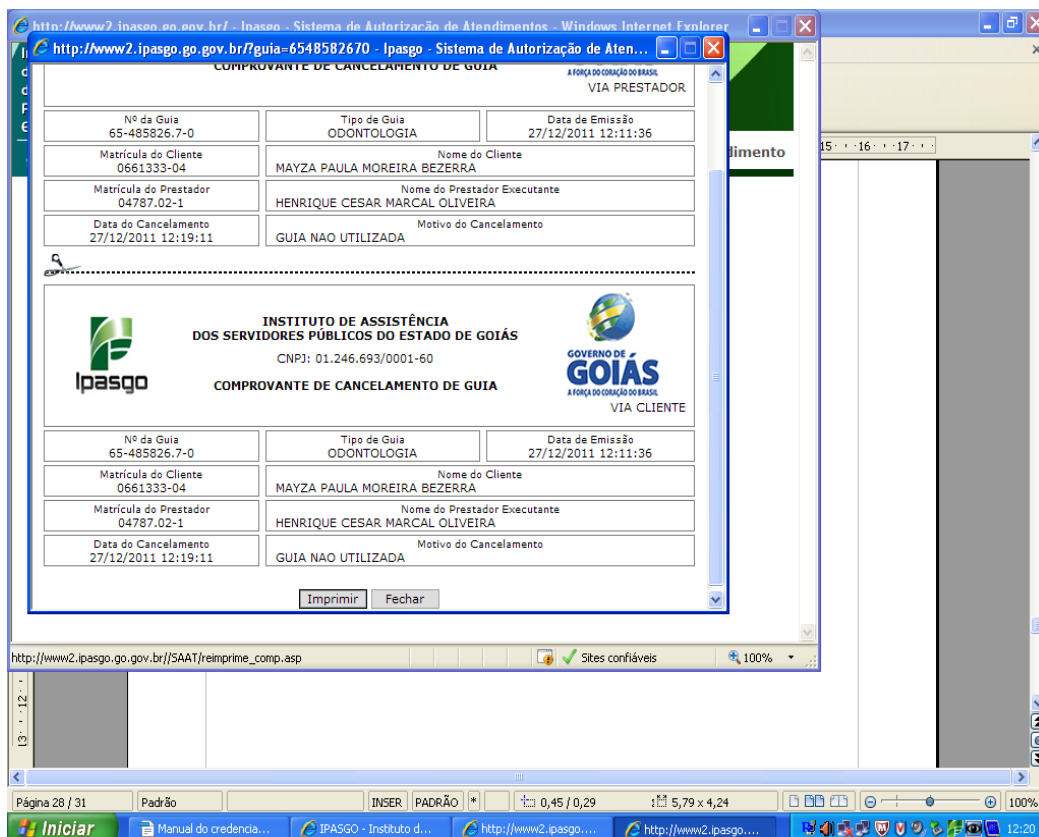 http://www2.ipasgo.go.gov.br/ - Ipasgo - Sistema de Autorização de Atendimentos - Windows Internet Explorer
http://www2.ipasgo.go.gov.br/?guia=6548582670 - Ipasgo - Sistema de Autorização de Aten...
COMPROVANTE DE CANCELAMENTO DE GUIA
A FORÇA DO CORAÇÃO DO BRASIL
VIA PRESTADOR
Nº da Guia
65-485826.7-0
Tipo de Guia
ODONTOLOGIA
Data de Emissão
27/12/2011 12:11:36
Matrícula do Cliente
0661333-04
Nome do Cliente
MAYZA PAULA MOREIRA BEZERRA
Matrícula do Prestador
04787.02-1
Nome do Prestador Executante
HENRIQUE CESAR MARCAL OLIVEIRA
Data do Cancelamento
27/12/2011 12:19:11
Motivo do Cancelamento
GUIA NAO UTILIZADA
dimento
15 · · · 16 · · · 17 · · ·
Ipasgo
INSTITUTO DE ASSISTÊNCIA
DOS SERVIDORES PÚBLICOS DO ESTADO DE GOIÁS
CNPJ: 01.246.693/0001-60
COMPROVANTE DE CANCELAMENTO DE GUIA
GOVERNO DE
GOIÁS
A FORÇA DO CORAÇÃO DO BRASIL
VIA CLIENTE
Nº da Guia
65-485826.7-0
Tipo de Guia
ODONTOLOGIA
Data de Emissão
27/12/2011 12:11:36
Matrícula do Cliente
0661333-04
Nome do Cliente
MAYZA PAULA MOREIRA BEZERRA
Matrícula do Prestador
04787.02-1
Nome do Prestador Executante
HENRIQUE CESAR MARCAL OLIVEIRA
Data do Cancelamento
27/12/2011 12:19:11
Motivo do Cancelamento
GUIA NAO UTILIZADA
Imprimir Fechar
http://www2.ipasgo.go.gov.br//SAAT/reimprime_comp.asp
Sites confiáveis
100%
12
13
Página 28 / 31 Padrão INSER PADRÃO * 0,45 / 0,29 5,79 x 4,24 100%
Iniciar Manual do credencia... IPASGO - Instituto d... http://www2.ipasgo.... http://www2.ipasgo.... 12:20